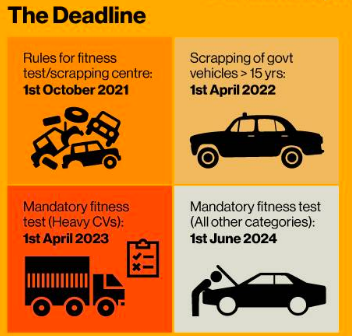 The Deadline
Rules for fitness
test/scrapping centre:
1st October 2021
Scrapping of govt
vehicles > 15 yrs:
1st April 2022
Mandatory fitness
test (Heavy CVs):
1st April 2023
Mandatory fitness test
(All other categories):
1st June 2024